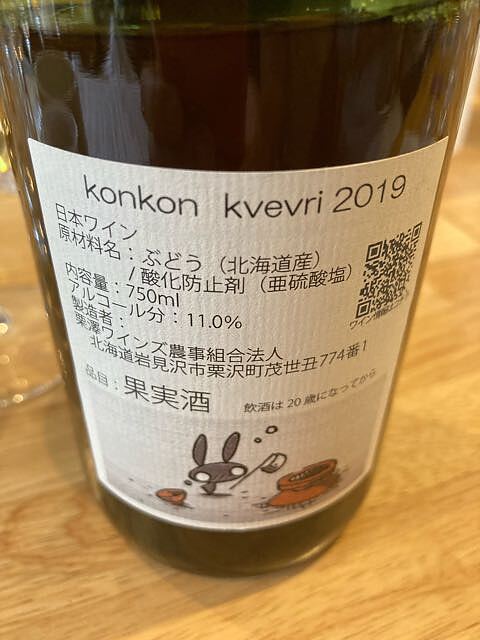 konkon kvevri 2019
日本ワイン
原材料名：ぶどう（北海道産）
/ 酸化防止剤（亜硫酸塩）
内容量：750ml
アルコール分：11.0%
製造者：
栗澤ワインズ農事組合法人
北海道岩見沢市栗沢町茂世丑774番1
品目：果実酒
飲酒は20歳になってから